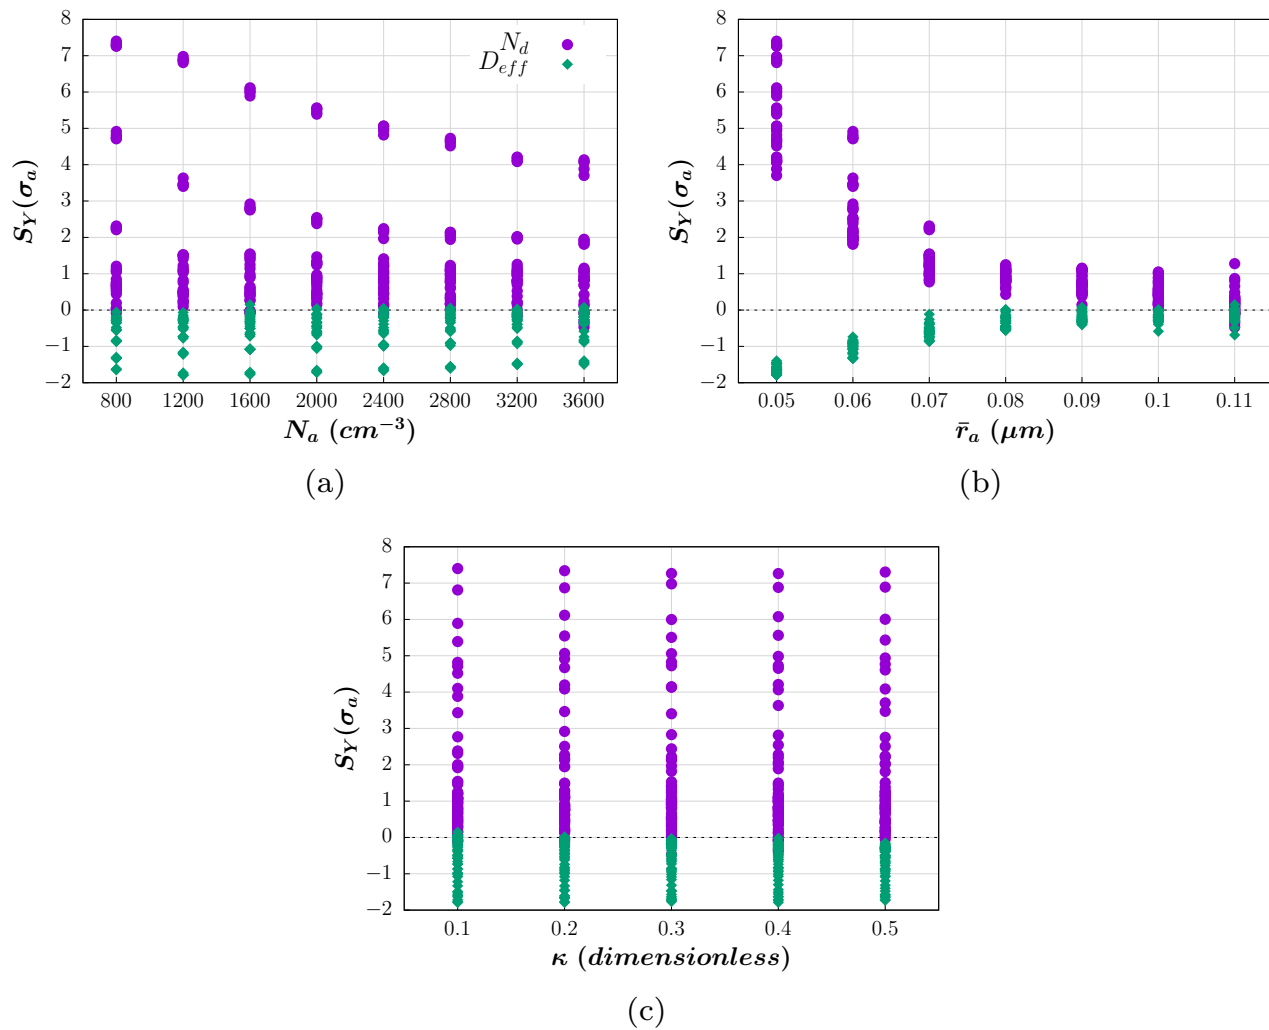 8
7
6
5
4
3
2
1
0
−1
−2
S_Y(σ_a)
N_d
D_eff
800 1200 1600 2000 2400 2800 3200 3600
N_a (cm⁻³)
(a)
8
7
6
5
4
3
2
1
0
−1
−2
S_Y(σ_a)
0.05 0.06 0.07 0.08 0.09 0.1 0.11
r̄_a (μm)
(b)
8
7
6
5
4
3
2
1
0
−1
−2
S_Y(σ_a)
0.1 0.2 0.3 0.4 0.5
κ (dimensionless)
(c)